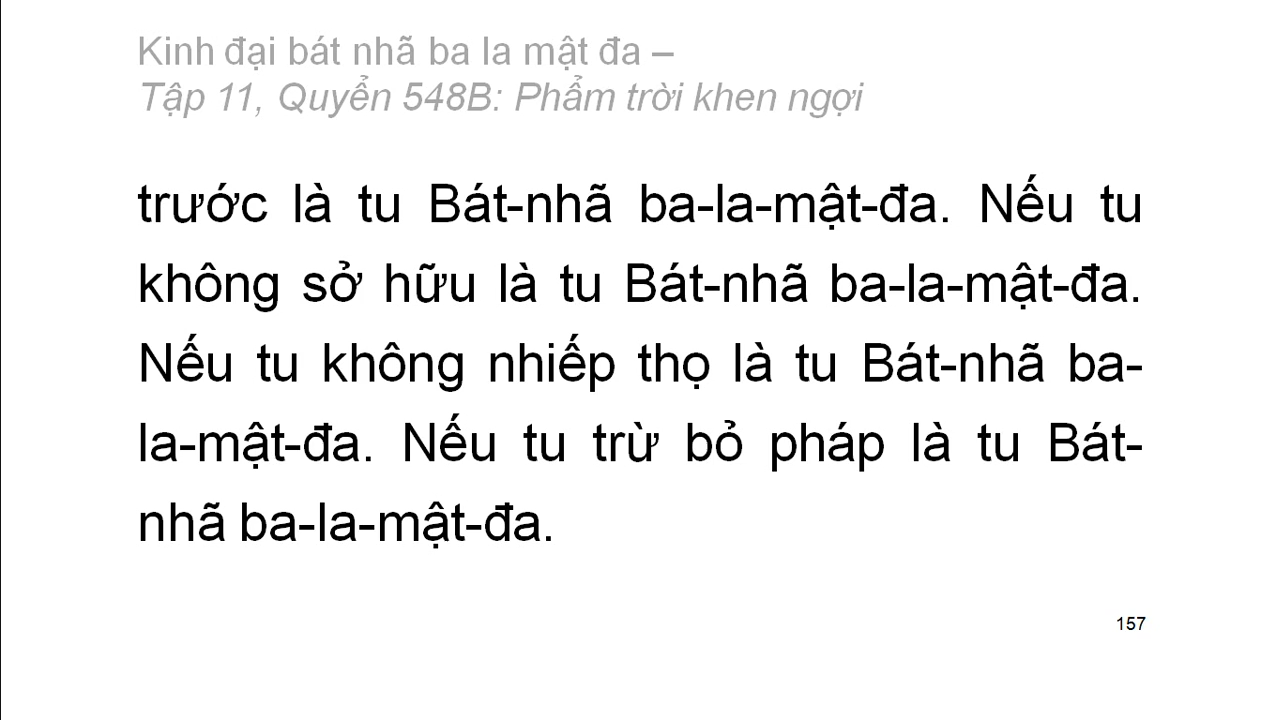 Kinh đại bát nhã ba la mật đa –
Tập 11, Quyển 548B: Phẩm trời khen ngợi
trước là tu Bát-nhã ba-la-mật-đa. Nếu tu
không sở hữu là tu Bát-nhã ba-la-mật-đa.
Nếu tu không nhiếp thọ là tu Bát-nhã ba-
la-mật-đa. Nếu tu trừ bỏ pháp là tu Bát-
nhã ba-la-mật-đa.
157